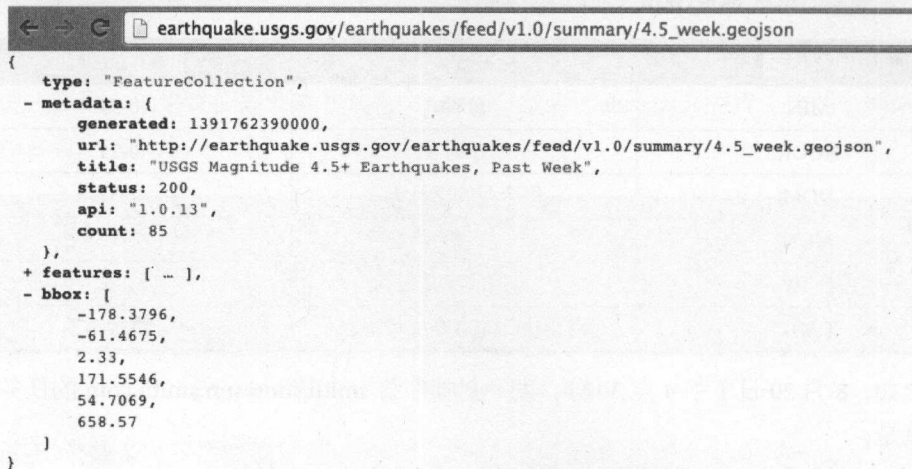 earthquake.usgs.gov/earthquakes/feed/v1.0/summary/4.5_week.geojson
{
type: "FeatureCollection",
- metadata: {
generated: 1391762390000,
url: "http://earthquake.usgs.gov/earthquakes/feed/v1.0/summary/4.5_week.geojson",
title: "USGS Magnitude 4.5+ Earthquakes, Past Week",
status: 200,
api: "1.0.13",
count: 85
},
+ features: [ … ],
- bbox: [
-178.3796,
-61.4675,
2.33,
171.5546,
54.7069,
658.57
]
}